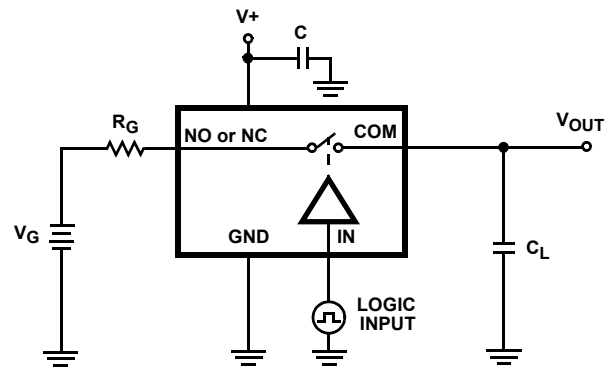 V+
C
RG
NO or NC
COM
VOUT
VG
GND
IN
CL
LOGIC
INPUT